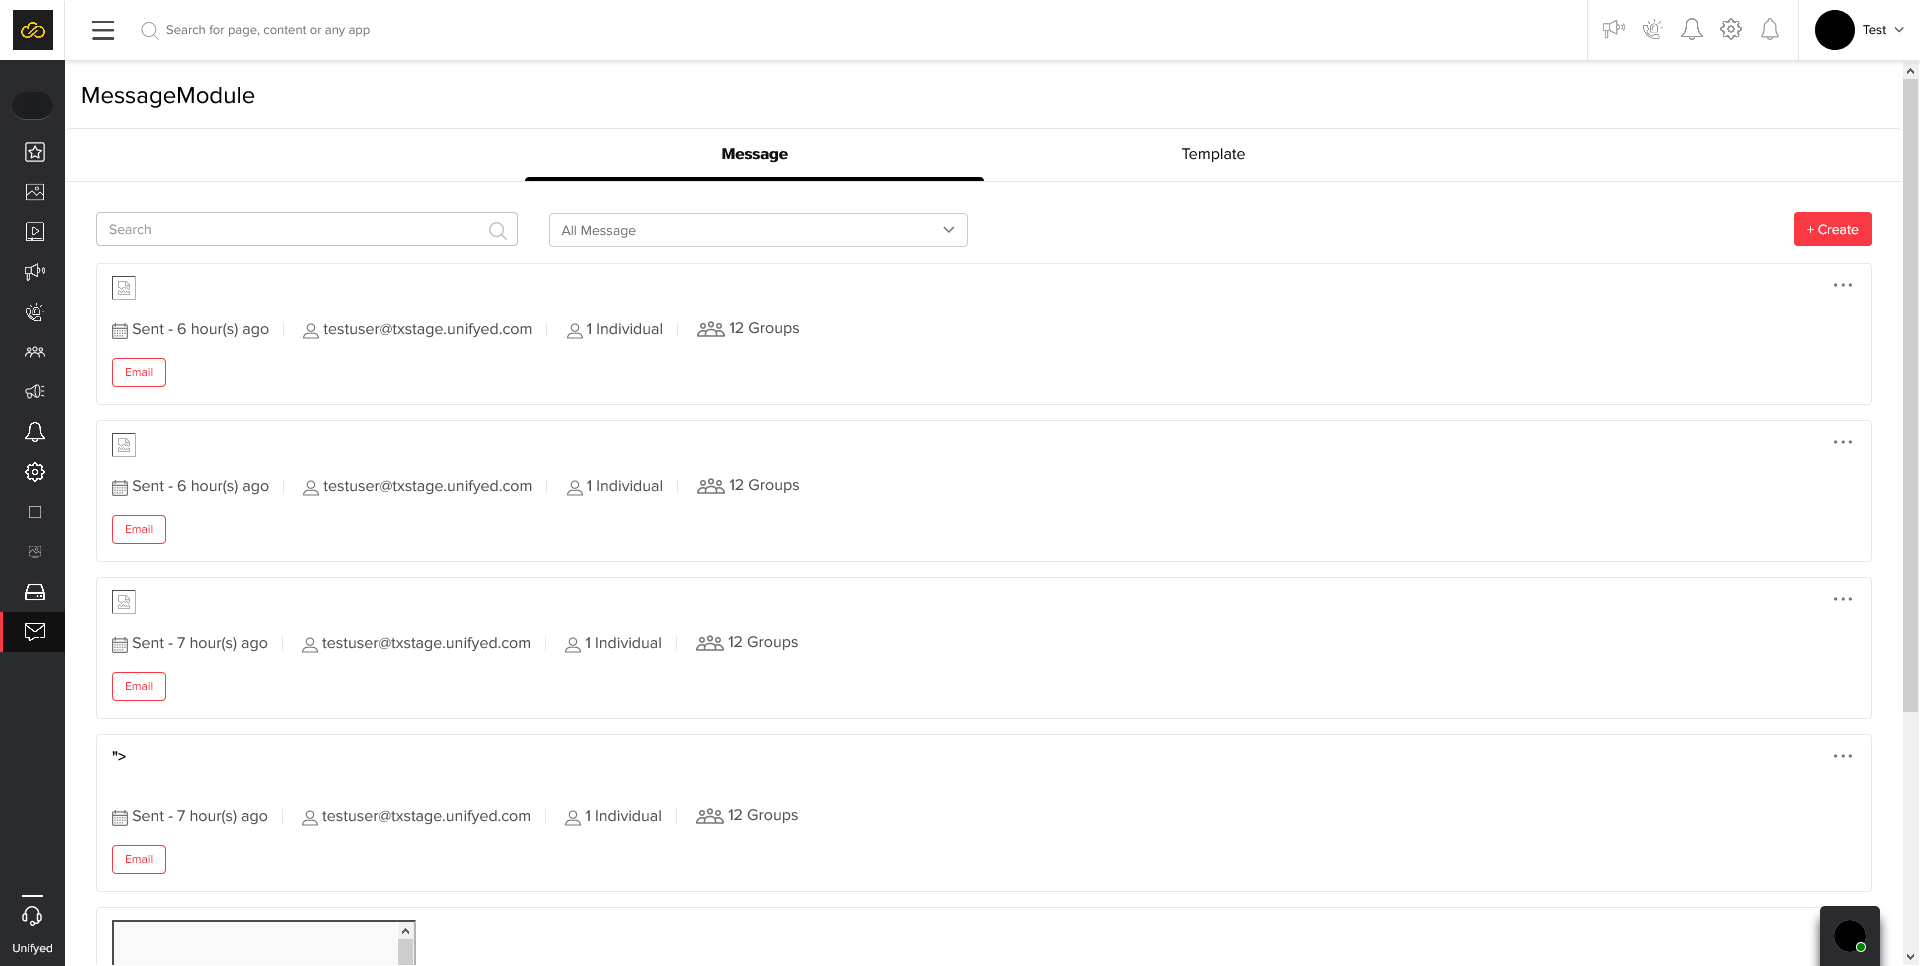 Search for page, content or any app
Test
MessageModule
Message
Template
Search
All Message
+ Create
Sent - 6 hour(s) ago
testuser@txstage.unifyed.com
1 Individual
12 Groups
Email
Sent - 6 hour(s) ago
testuser@txstage.unifyed.com
1 Individual
12 Groups
Email
Sent - 7 hour(s) ago
testuser@txstage.unifyed.com
1 Individual
12 Groups
Email
">
Sent - 7 hour(s) ago
testuser@txstage.unifyed.com
1 Individual
12 Groups
Email
Unifyed